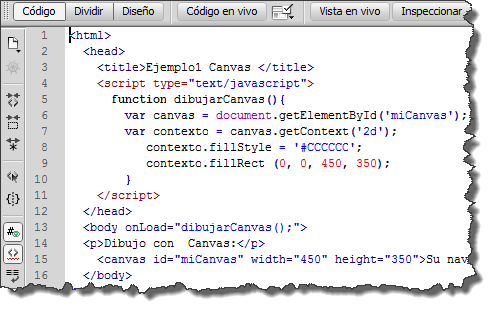 Código Dividir Diseño Código en vivo Vista en vivo Inspeccionar
1 <html>
2 <head>
3 <title>Ejemplo1 Canvas </title>
4 <script type="text/javascript">
5 function dibujarCanvas(){
6 var canvas = document.getElementById('miCanvas');
7 var contexto = canvas.getContext('2d');
8 contexto.fillStyle = '#CCCCCC';
9 contexto.fillRect (0, 0, 450, 350);
10 }
11 </script>
12 </head>
13 <body onLoad="dibujarCanvas();">
14 <p>Dibujo con  Canvas:</p>
15 <canvas id="miCanvas" width="450" height="350">Su nav
16 </body>